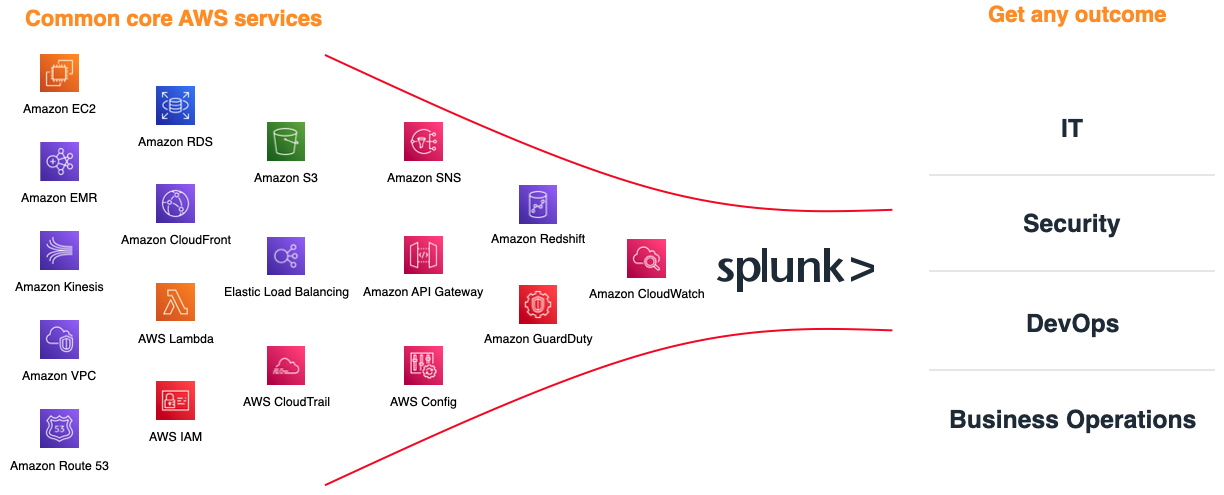 Common core AWS services
Get any outcome
Amazon EC2
Amazon EMR
Amazon Kinesis
Amazon VPC
53
Amazon Route 53
Amazon RDS
Amazon CloudFront
AWS Lambda
AWS IAM
Amazon S3
Elastic Load Balancing
AWS CloudTrail
Amazon SNS
</>
Amazon API Gateway
AWS Config
Amazon Redshift
Amazon GuardDuty
Amazon CloudWatch
splunk>
IT
Security
DevOps
Business Operations